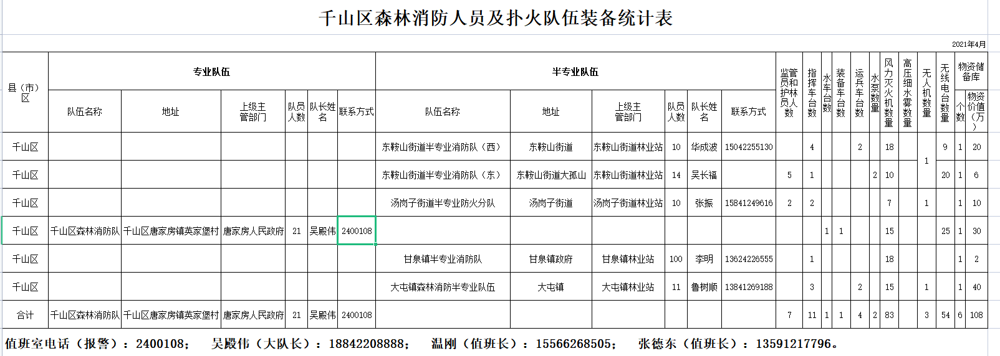 千山区森林消防人员及扑火队伍装备统计表
2021年4月
县（市）区 专业队伍 半专业队伍 监管员和护林员人数 指挥车台数 水车台数 装备车台数 运兵车台数 水泵数量 风力灭火机数量 高压细水雾数量 无人机数量 无线电台数量 物资储备库
队伍名称 地址 上级主管部门 队员人数 队长姓名 联系方式 队伍名称 地址 上级主管部门 队员人数 队长姓名 联系方式 个数 物资价值（万）
千山区 东鞍山街道半专业消防队（西） 东鞍山街道 东鞍山街道林业站 10 华成波 15042255130 4 2 18 1 9 1 20
千山区 东鞍山街道半专业消防队（东） 东鞍山街道大孤山 东鞍山街道林业站 14 吴长福 5 1 2 10 20 1 6
千山区 汤岗子街道半专业防火分队 汤岗子街道 汤岗子街道林业站 10 张振 15841249616 2 2 7 1 1 10
千山区 千山区森林消防队 千山区唐家房镇英家堡村 唐家房人民政府 21 吴殿伟 2400108 1 1 15 25 1 30
千山区 甘泉镇半专业消防队 甘泉镇政府 甘泉镇林业站 100 李明 13624226555 1 18 1 2
千山区 大屯镇森林消防半专业队伍 大屯镇 大屯镇林业站 11 鲁树顺 13841269188 3 2 15 1 1 40
合计 千山区森林消防队 千山区唐家房镇英家堡村 唐家房人民政府 21 吴殿伟 2400108 7 11 1 1 4 2 83 3 54 6 108
值班室电话（报警）：2400108； 吴殿伟（大队长）：18842208888； 温刚（值班长）：15566268505； 张德东（值班长）：13591217796。